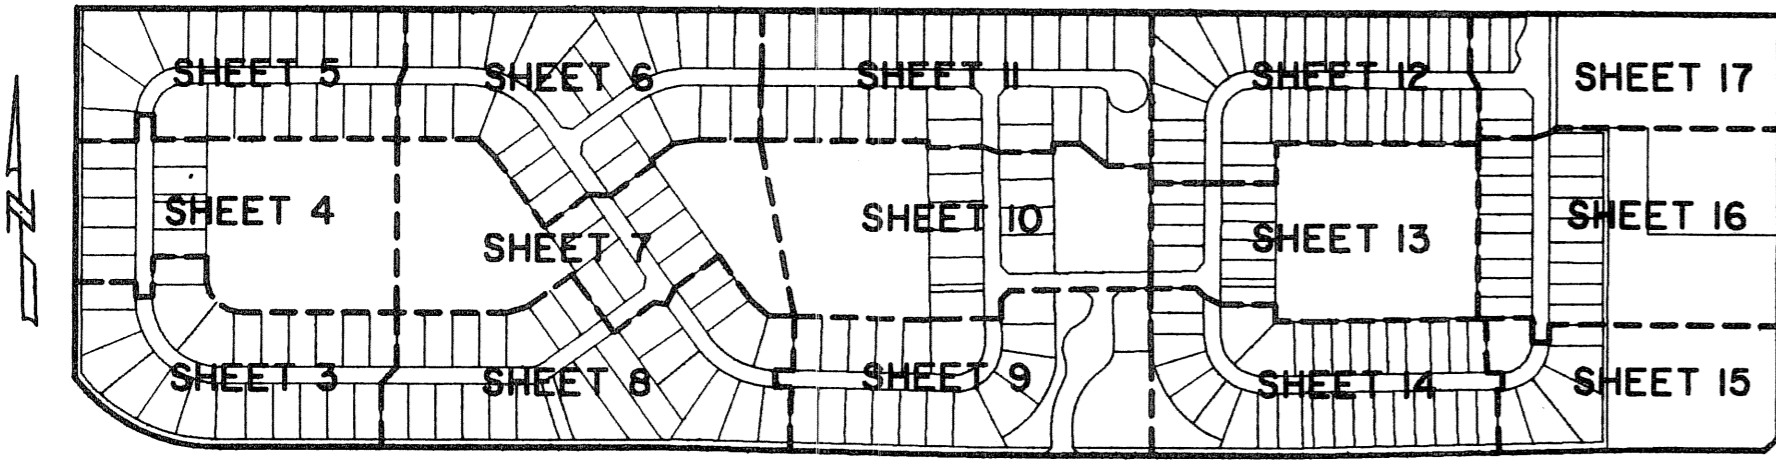 SHEET 5
SHEET 6
SHEET 11
SHEET 12
SHEET 17
SHEET 4
SHEET 7
SHEET 10
SHEET 13
SHEET 16
SHEET 3
SHEET 8
SHEET 9
SHEET 14
SHEET 15
N